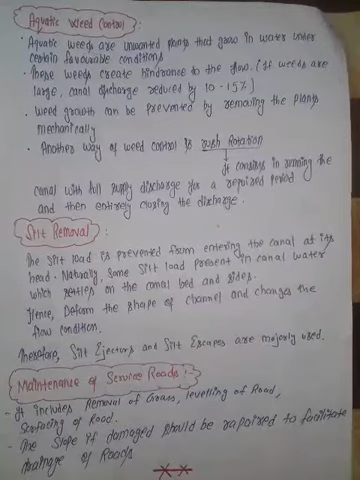 Aquatic Weed Control :
· Aquatic weeds are unwanted plants that grow in water under
certain favourable conditions
· These weeds create hindrance to the flow. [If weeds are
large, canal discharge reduced by 10-15%]
· Weed growth can be prevented by removing the plants
mechanically
· Another way of weed control is rush Rotation
It consists in running the
canal with full supply discharge for a required period
and then entirely closing the discharge.
Silt Removal :
The silt load is prevented from entering the canal at its
head. Naturally, some silt load present in canal water
which settles on the canal bed and sides.
Hence, Deform the shape of channel and changes the
flow condition.
Therefore, Silt Ejectors and Silt Escapes are majorly used.
Maintenance of Service Roads :-
- It includes Removal of Grass, levelling of Road,
Surfacing of Road.
- The slope if damaged should be repaired to facilitate
drainage of Roads